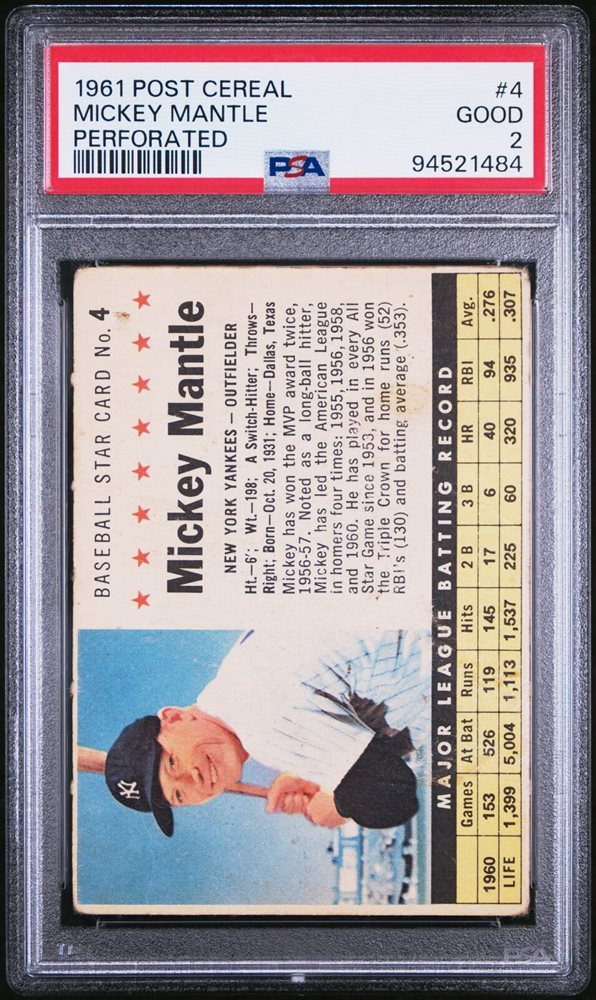 1961 POST CEREAL #4
MICKEY MANTLE GOOD
PERFORATED 2
PSA 94521484
BASEBALL STAR CARD No. 4
Mickey Mantle
NEW YORK YANKEES — OUTFIELDER
Ht.—6'; Wt.—198; A Switch-Hitter; Throws—
Right; Born—Oct. 20, 1931; Home—Dallas, Texas
Mickey has won the MVP award twice,
1956-57. Noted as a long-ball hitter,
Mickey has led the American League
in homers four times: 1955, 1956, 1958,
and 1960. He has played in every All
Star Game since 1953, and in 1956 won
the Triple Crown for home runs (52)
RBI's (130) and batting average (.353).
NY
MAJOR LEAGUE BATTING RECORD
Games At Bat Runs Hits 2 B 3 B HR RBI Avg.
1960 153 526 119 145 17 6 40 94 .276
LIFE 1,399 5,004 1,113 1,537 225 60 320 935 .307
PSA